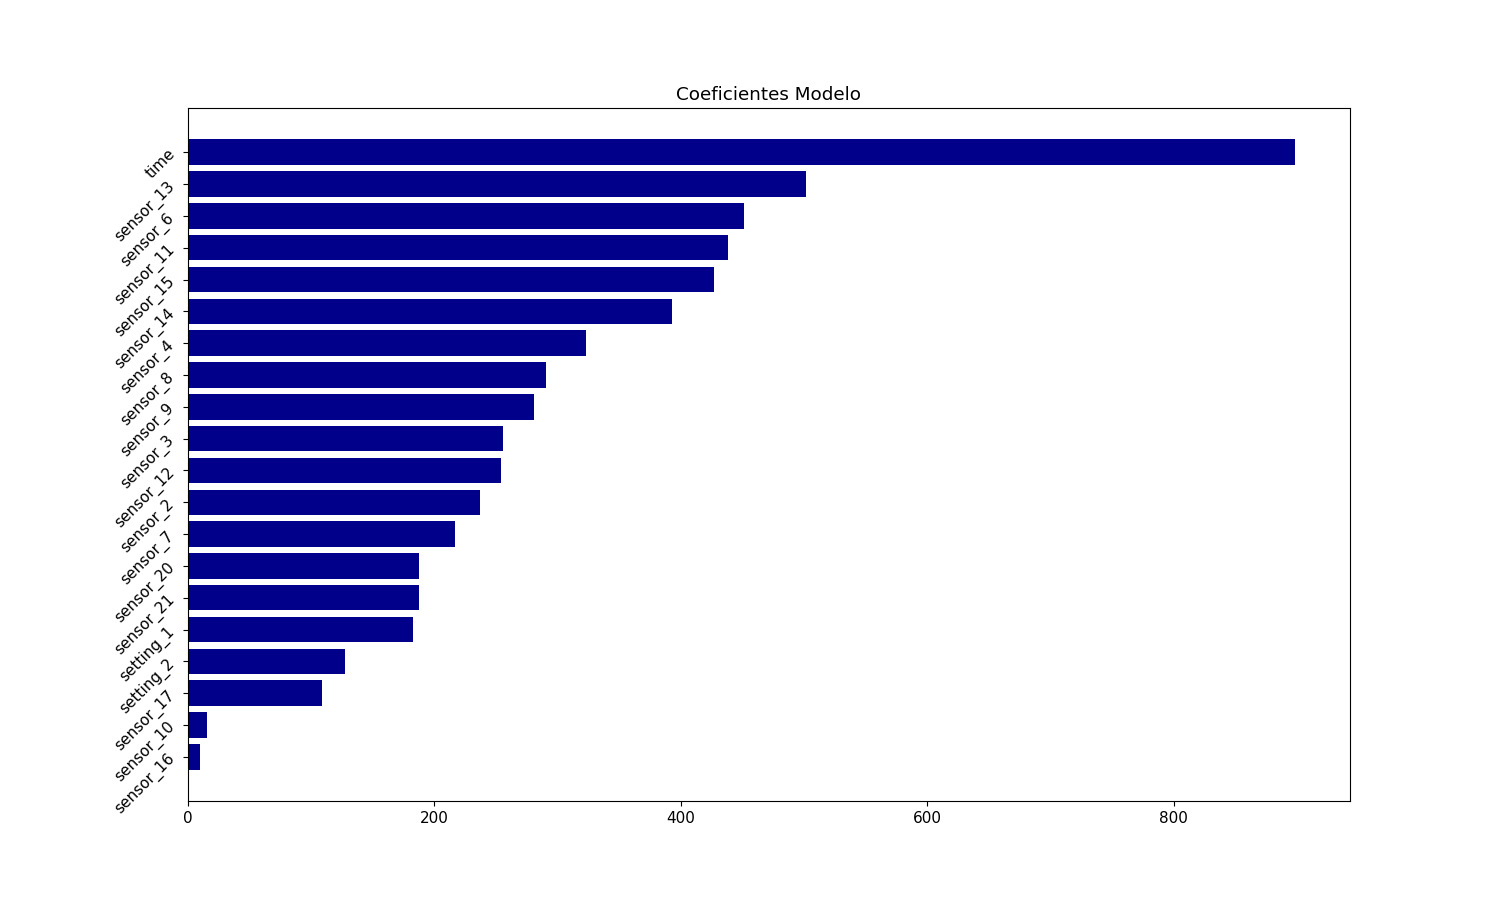 Coeficientes Modelo
time
sensor_13
sensor_6
sensor_11
sensor_15
sensor_14
sensor_4
sensor_8
sensor_9
sensor_3
sensor_12
sensor_2
sensor_7
sensor_20
sensor_21
setting_1
setting_2
sensor_17
sensor_10
sensor_16
0 200 400 600 800